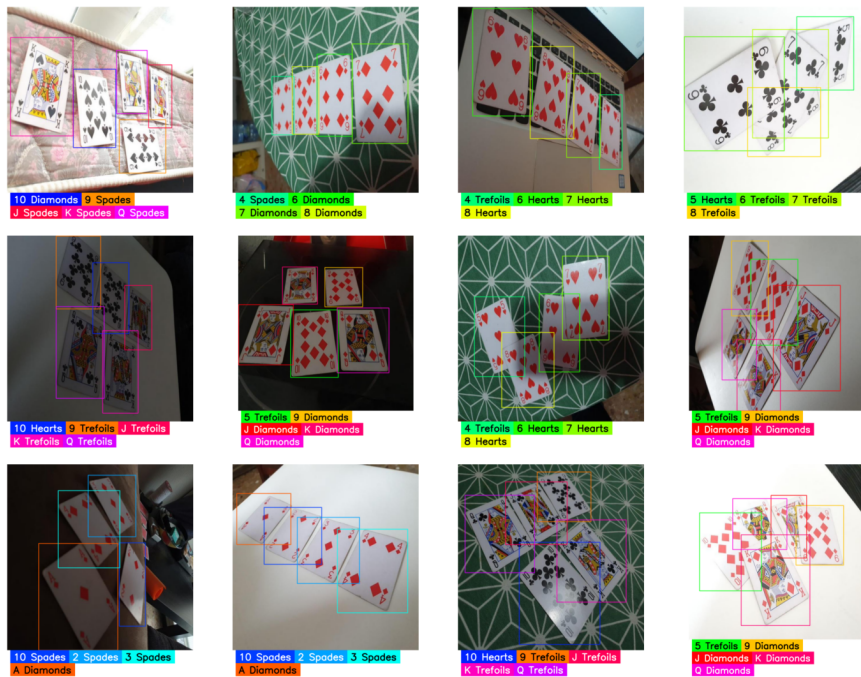 10 Diamonds 9 Spades
J Spades K Spades Q Spades
4 Spades 6 Diamonds
7 Diamonds 8 Diamonds
4 Trefoils 6 Hearts 7 Hearts
8 Hearts
5 Hearts 6 Trefoils 7 Trefoils
8 Trefoils
10 Hearts 9 Trefoils J Trefoils
K Trefoils Q Trefoils
5 Trefoils 9 Diamonds
J Diamonds K Diamonds
Q Diamonds
4 Trefoils 6 Hearts 7 Hearts
8 Hearts
5 Trefoils 9 Diamonds
J Diamonds K Diamonds
Q Diamonds
10 Spades 2 Spades 3 Spades
A Diamonds
10 Spades 2 Spades 3 Spades
A Diamonds
10 Hearts 9 Trefoils J Trefoils
K Trefoils Q Trefoils
5 Trefoils 9 Diamonds
J Diamonds K Diamonds
Q Diamonds